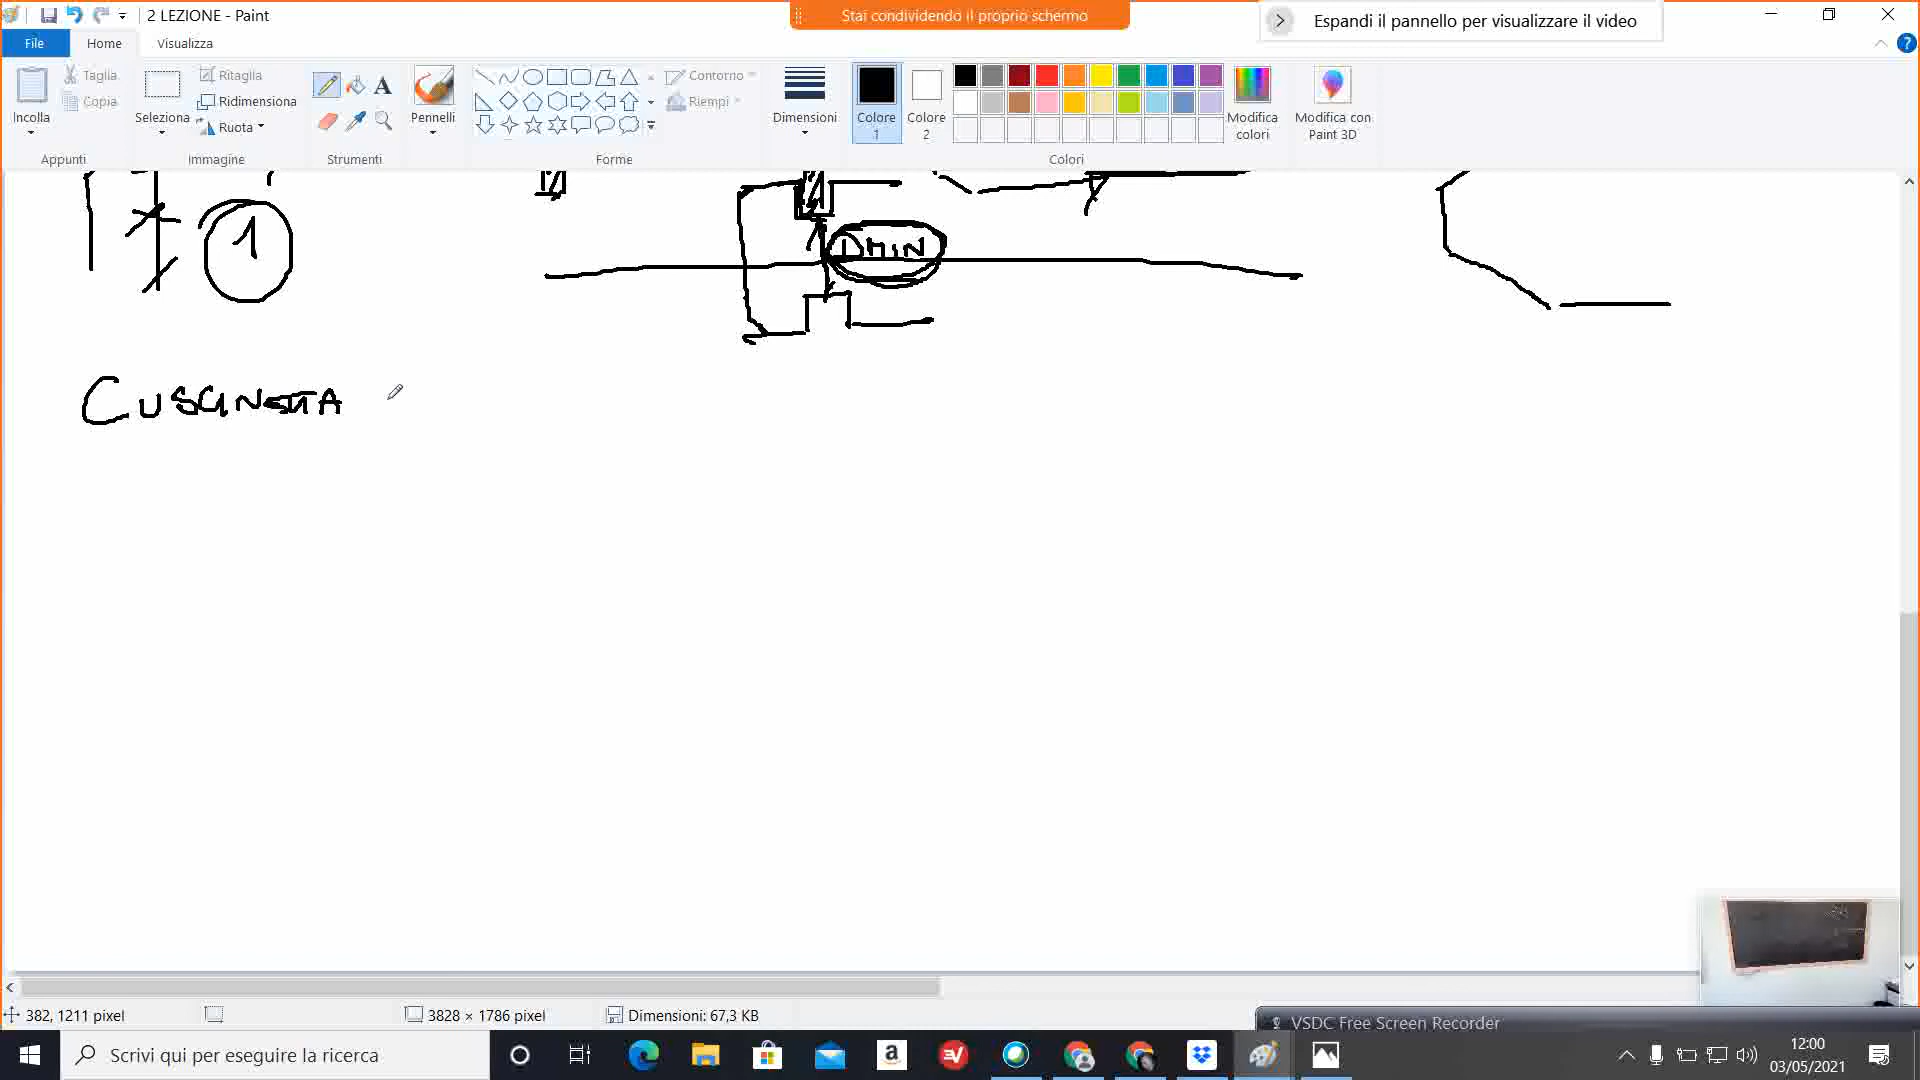 2 LEZIONE - Paint
Stai condividendo il proprio schermo
Espandi il pannello per visualizzare il video
File
Home
Visualizza
Incolla
Taglia
Copia
Appunti
Seleziona
Ritaglia
Ridimensiona
Ruota
Immagine
A
Strumenti
Pennelli
Forme
Contorno
Riempi
Dimensioni
Colore 1
Colore 2
Colori
Modifica colori
Modifica con Paint 3D
1
D MIN
CUSCINETTA
382, 1211 pixel
3828 × 1786 pixel
Dimensioni: 67,3 KB
VSDC Free Screen Recorder
Scrivi qui per eseguire la ricerca
12:00
03/05/2021